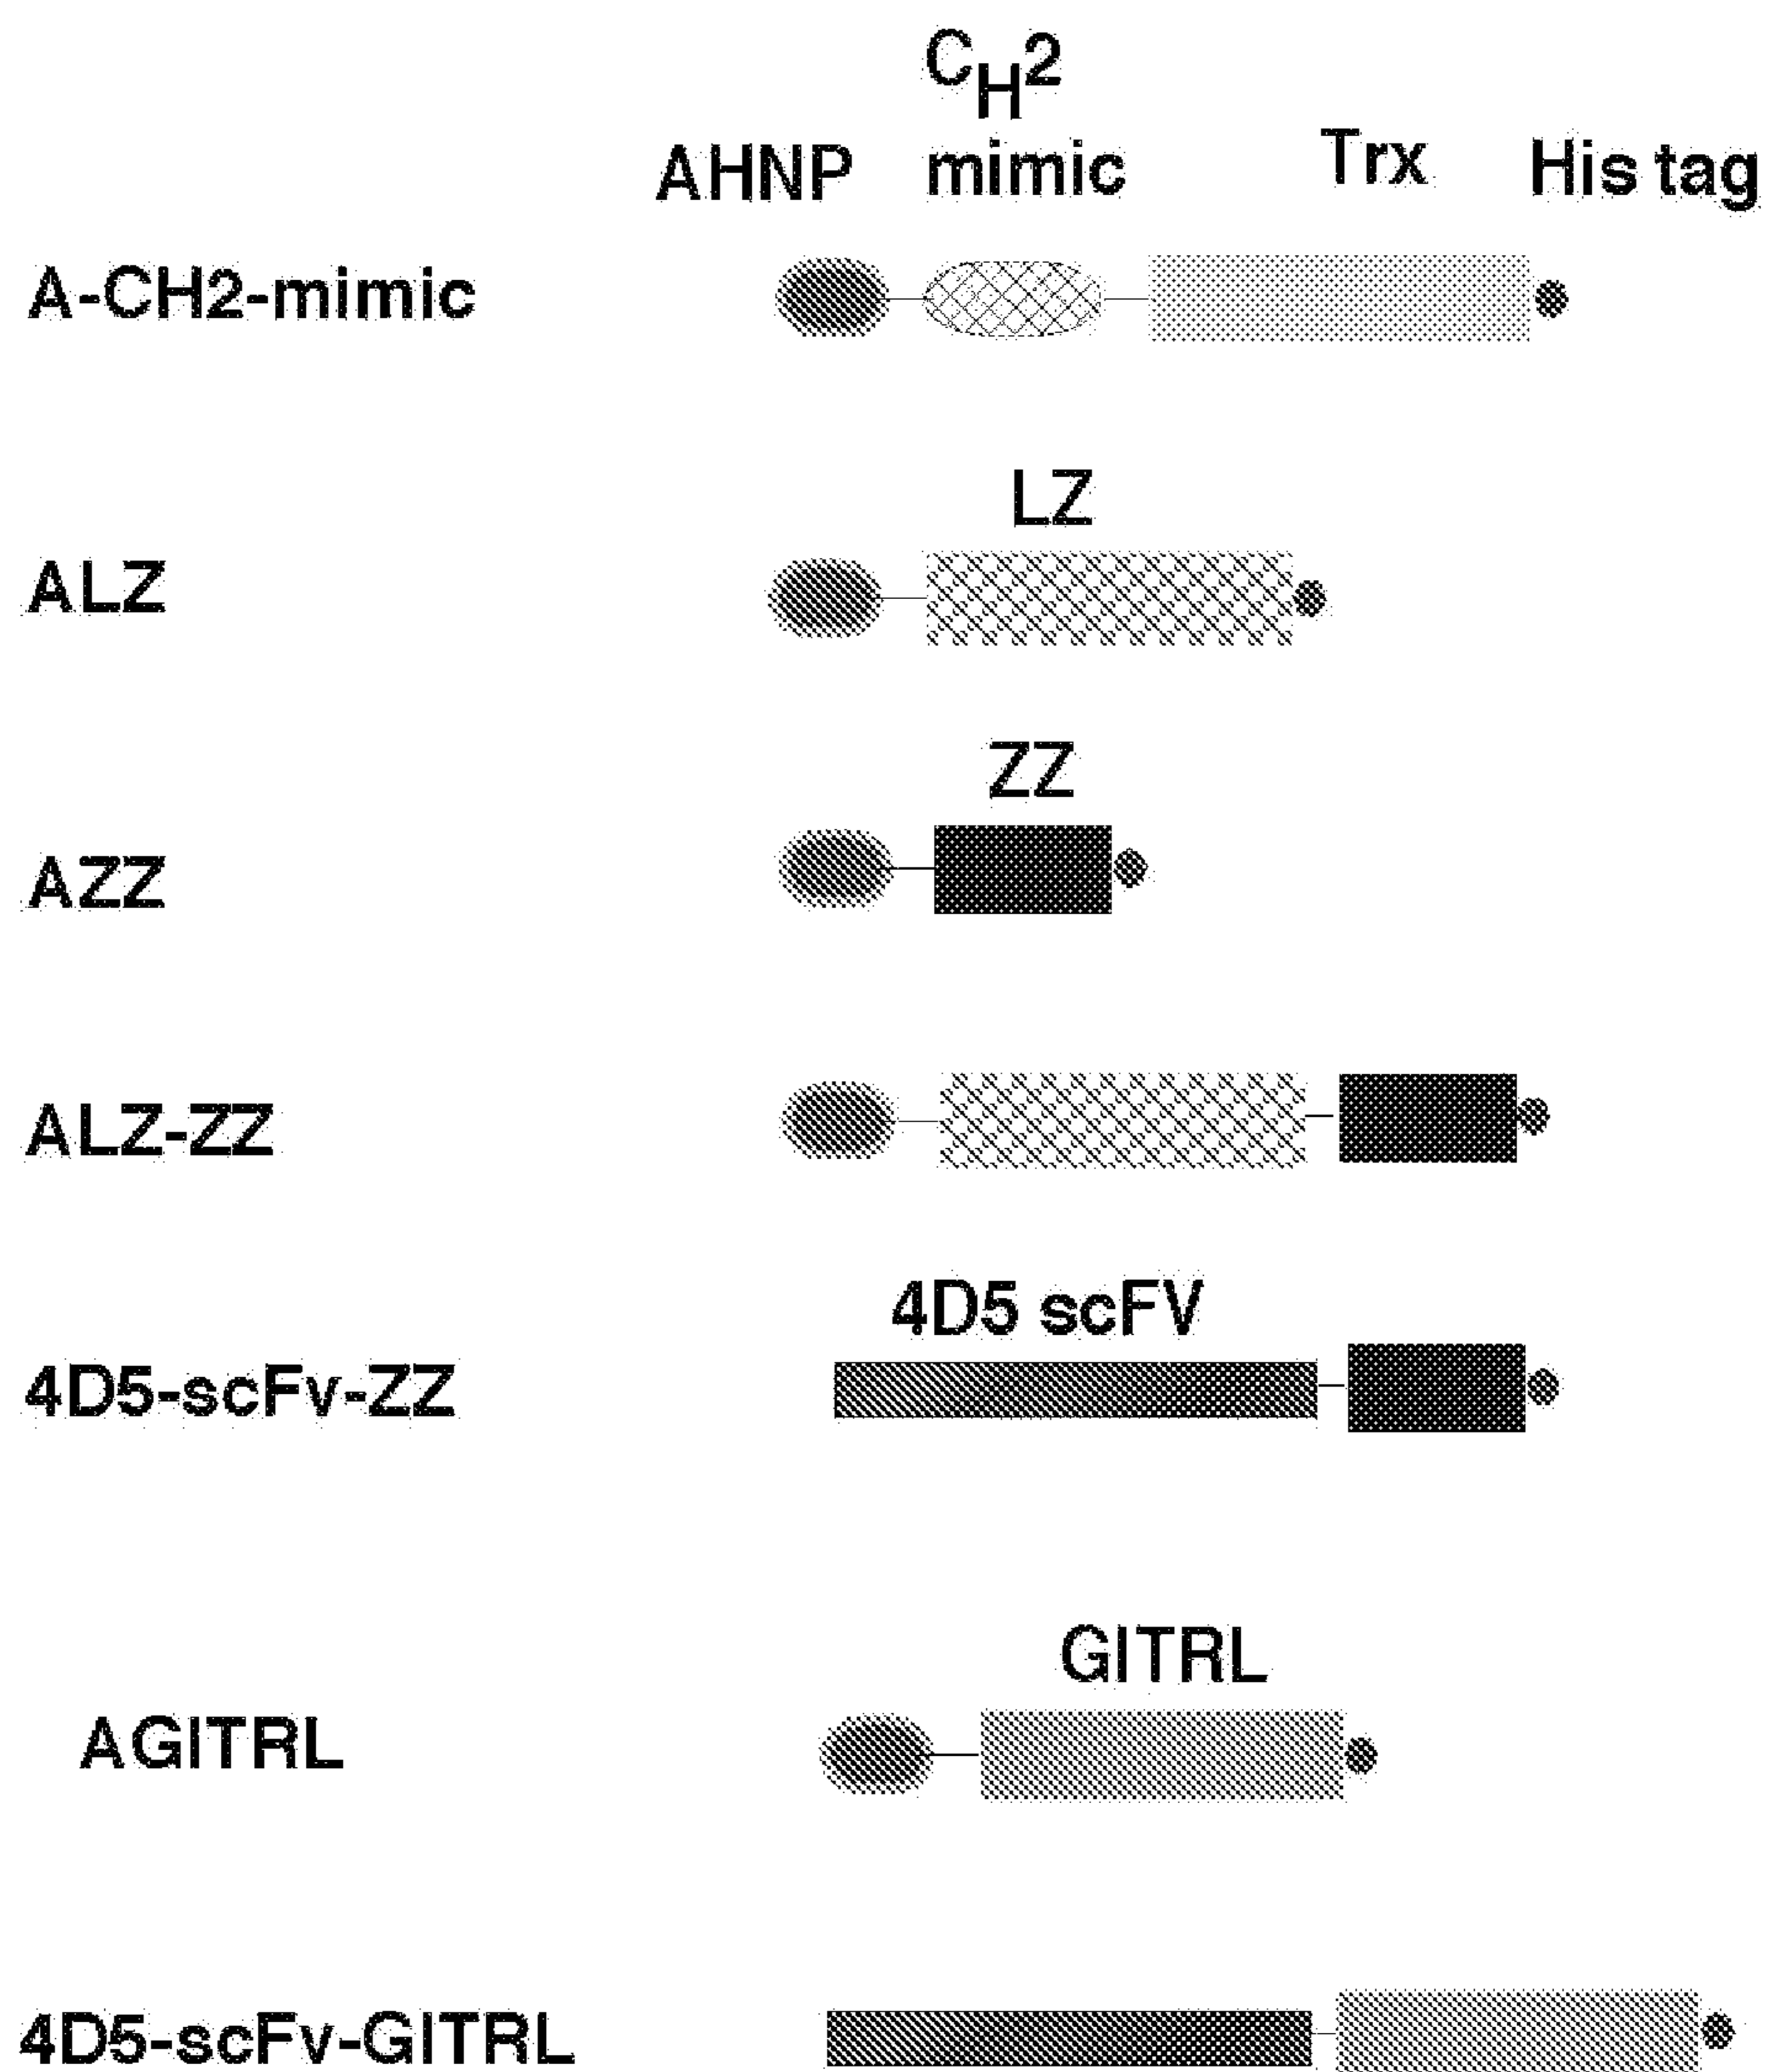 CH2
AHNP mimic Trx His tag
A-CH2-mimic
LZ
ALZ
ZZ
AZZ
ALZ-ZZ
4D5 scFV
4D5-scFv-ZZ
GITRL
AGITRL
4D5-scFv-GITRL